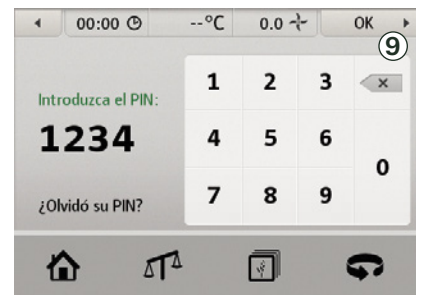 00:00 --°C 0.0 OK
⑨
1 2 3
Introduzca el PIN:
1234
4 5 6
0
7 8 9
¿Olvidó su PIN?